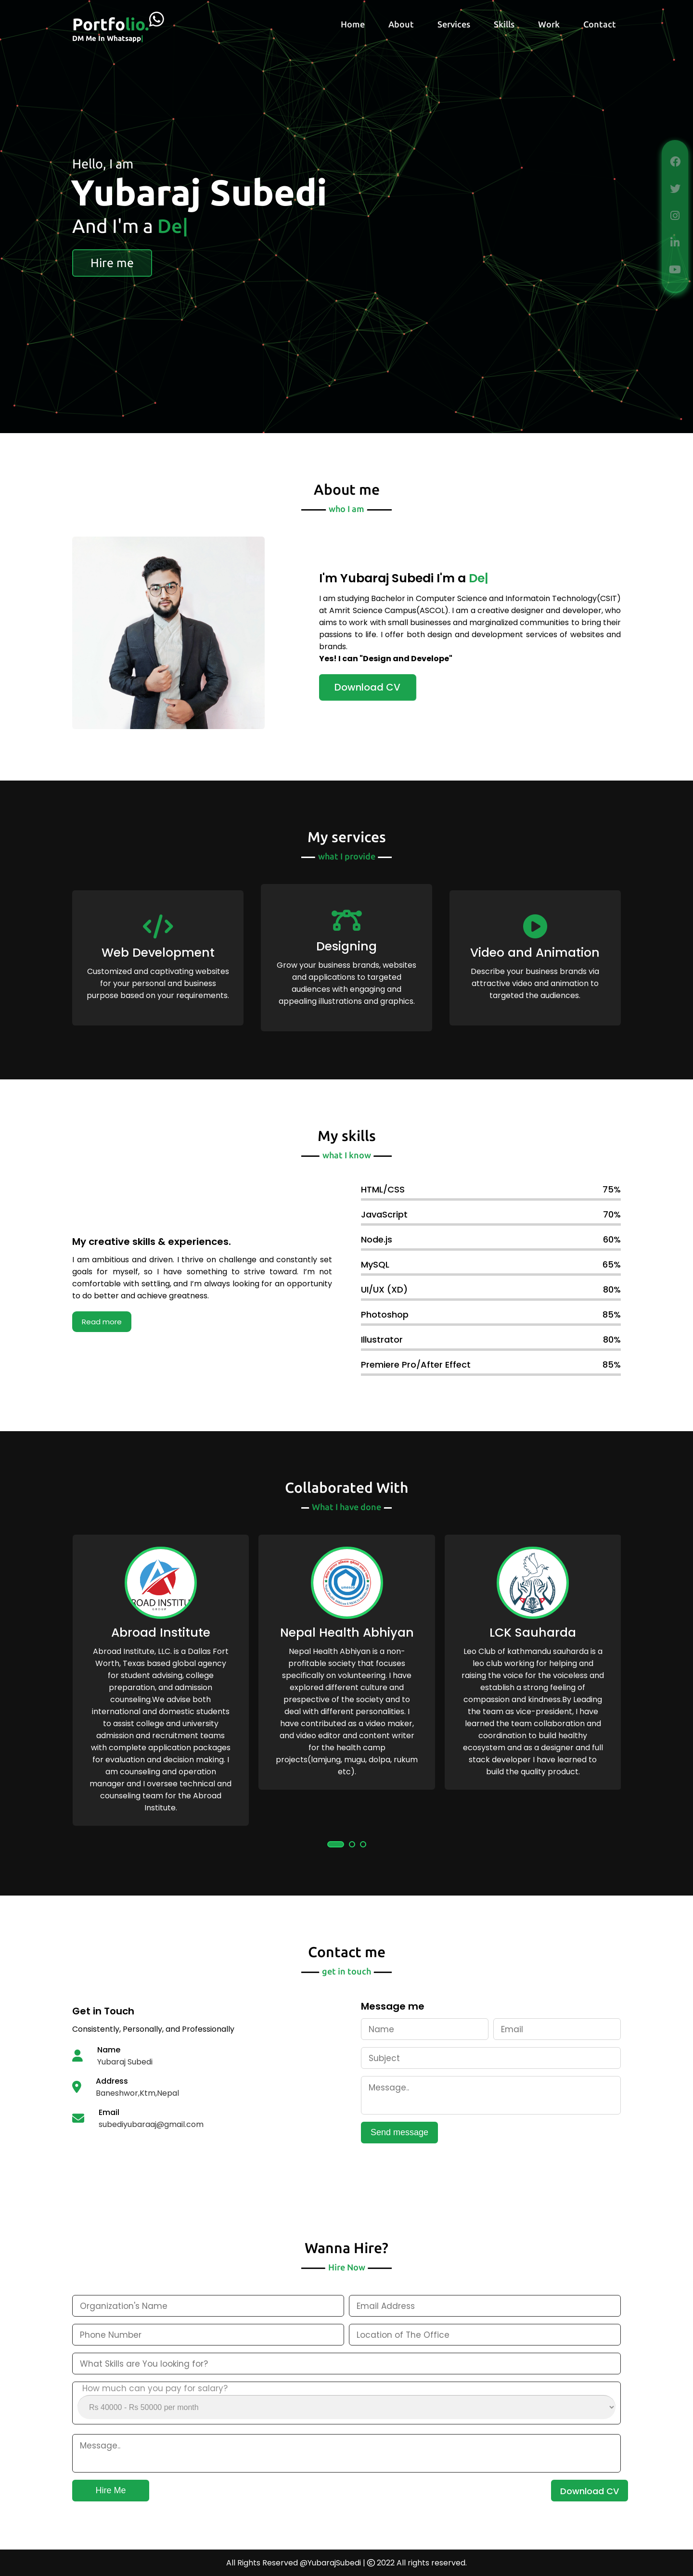 Portfolio.
DM Me In Whatsapp|
Home About Services Skills Work Contact
Hello, I am
Yubaraj Subedi
And I'm a De|
Hire me
About me
who I am
I'm Yubaraj Subedi I'm a De|
I am studying Bachelor in Computer Science and Informatoin Technology(CSIT)
at Amrit Science Campus(ASCOL). I am a creative designer and developer, who
aims to work with small businesses and marginalized communities to bring their
passions to life. I offer both design and development services of websites and
brands.
Yes! I can "Design and Develope"
Download CV
My services
what I provide
Web Development
Customized and captivating websites
for your personal and business
purpose based on your requirements.
Designing
Grow your business brands, websites
and applications to targeted
audiences with engaging and
appealing illustrations and graphics.
Video and Animation
Describe your business brands via
attractive video and animation to
targeted the audiences.
My skills
what I know
My creative skills & experiences.
I am ambitious and driven. I thrive on challenge and constantly set
goals for myself, so I have something to strive toward. I'm not
comfortable with settling, and I'm always looking for an opportunity
to do better and achieve greatness.
Read more
HTML/CSS 75%
JavaScript 70%
Node.js 60%
MySQL 65%
UI/UX (XD) 80%
Photoshop 85%
Illustrator 80%
Premiere Pro/After Effect 85%
Collaborated With
What I have done
ROAD INSTITU
Abroad Institute
Abroad Institute, LLC. is a Dallas Fort
Worth, Texas based global agency
for student advising, college
preparation, and admission
counseling.We advise both
international and domestic students
to assist college and university
admission and recruitment teams
with complete application packages
for evaluation and decision making. I
am counseling and operation
manager and I oversee technical and
counseling team for the Abroad
Institute.
Nepal Health Abhiyan
Nepal Health Abhiyan is a non-
profitable society that focuses
specifically on volunteering. I have
explored different culture and
prespective of the society and to
deal with different personalities. I
have contributed as a video maker,
and video editor and content writer
for the health camp
projects(lamjung, mugu, dolpa, rukum
etc).
LCK Sauharda
Leo Club of kathmandu sauharda is a
leo club working for helping and
raising the voice for the voiceless and
establish a strong feeling of
compassion and kindness.By Leading
the team as vice-president, I have
learned the team collaboration and
coordination to build healthy
ecosystem and as a designer and full
stack developer I have learned to
build the quality product.
Contact me
get in touch
Get in Touch
Consistently, Personally, and Professionally
Name
Yubaraj Subedi
Address
Baneshwor,Ktm,Nepal
Email
subediyubaraaj@gmail.com
Message me
Name Email
Subject
Message..
Send message
Wanna Hire?
Hire Now
Organization's Name Email Address
Phone Number Location of The Office
What Skills are You looking for?
How much can you pay for salary?
Rs 40000 - Rs 50000 per month
Message..
Hire Me Download CV
All Rights Reserved @YubarajSubedi | © 2022 All rights reserved.